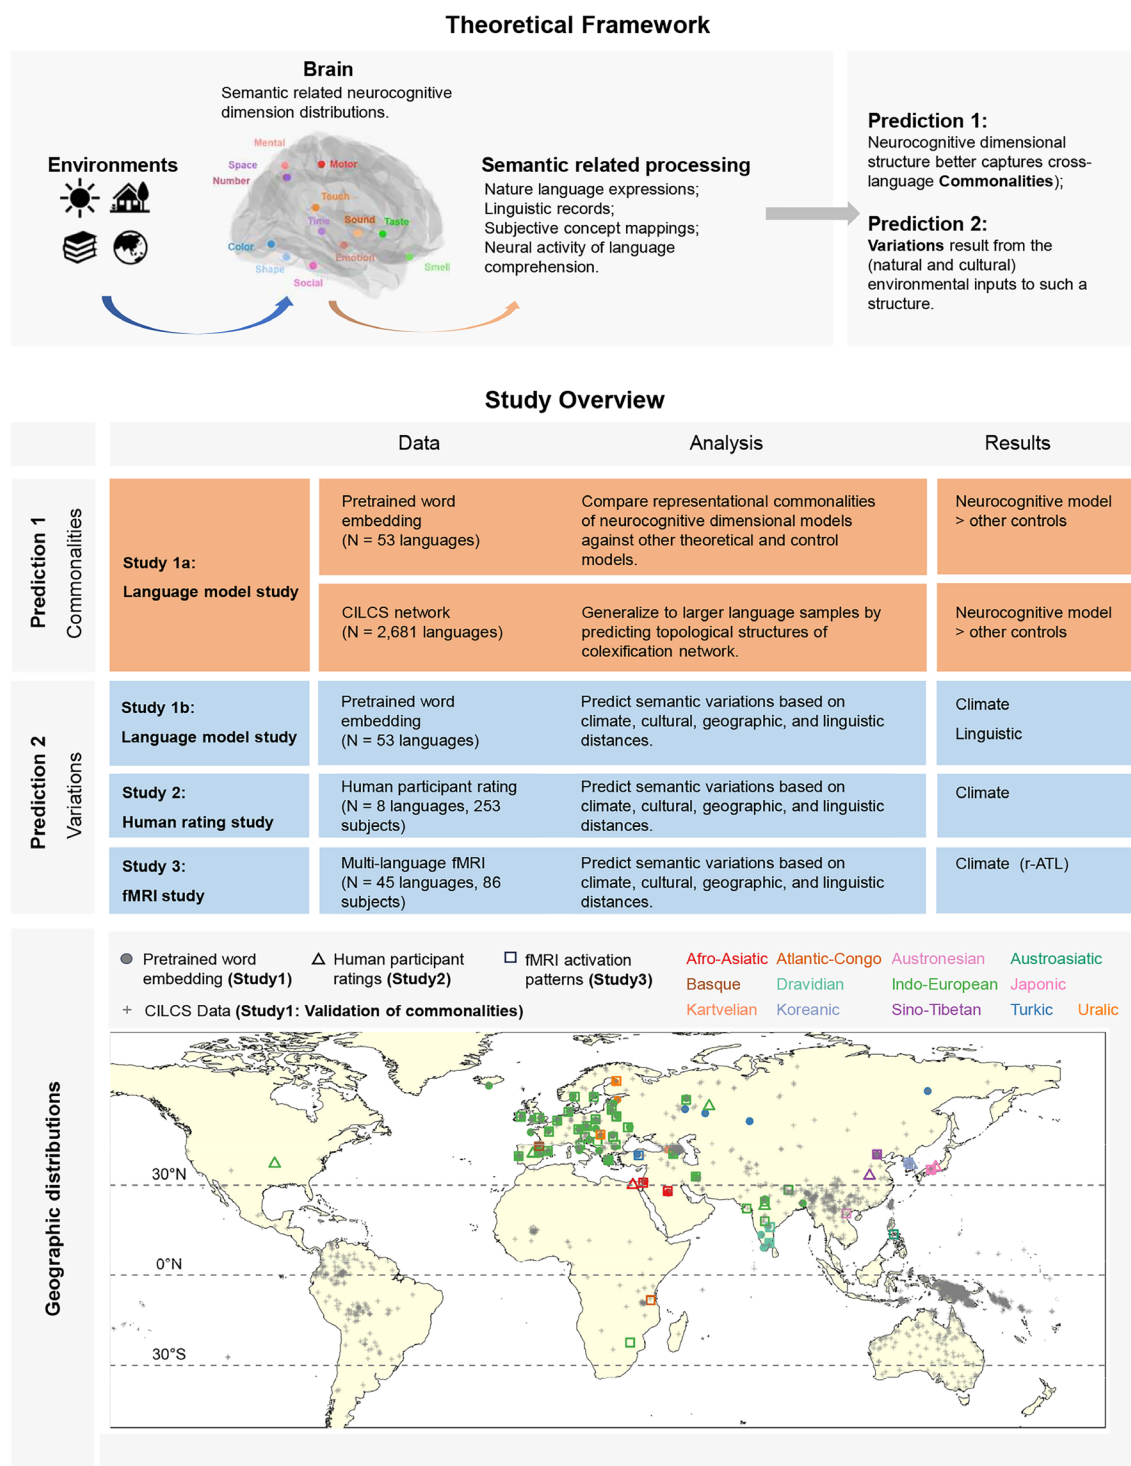 Theoretical Framework
Brain
Semantic related neurocognitive
dimension distributions.
Environments
Mental
Space
Number
Motor
Touch
Time
Sound
Taste
Color
Shape
Emotion
Smell
Social
Semantic related processing
Nature language expressions;
Linguistic records;
Subjective concept mappings;
Neural activity of language
comprehension.
Prediction 1:
Neurocognitive dimensional
structure better captures cross-
language Commonalities);
Prediction 2:
Variations result from the
(natural and cultural)
environmental inputs to such a
structure.
Study Overview
Data
Analysis
Results
Prediction 1
Commonalities
Study 1a:
Language model study
Pretrained word
embedding
(N = 53 languages)
Compare representational commonalities
of neurocognitive dimensional models
against other theoretical and control
models.
Neurocognitive model
> other controls
CILCS network
(N = 2,681 languages)
Generalize to larger language samples by
predicting topological structures of
colexification network.
Neurocognitive model
> other controls
Prediction 2
Variations
Study 1b:
Language model study
Pretrained word
embedding
(N = 53 languages)
Predict semantic variations based on
climate, cultural, geographic, and linguistic
distances.
Climate
Linguistic
Study 2:
Human rating study
Human participant rating
(N = 8 languages, 253
subjects)
Predict semantic variations based on
climate, cultural, geographic, and linguistic
distances.
Climate
Study 3:
fMRI study
Multi-language fMRI
(N = 45 languages, 86
subjects)
Predict semantic variations based on
climate, cultural, geographic, and linguistic
distances.
Climate (r-ATL)
Geographic distributions
Pretrained word
embedding (Study1)
Human participant
ratings (Study2)
fMRI activation
patterns (Study3)
CILCS Data (Study1: Validation of commonalities)
Afro-Asiatic Atlantic-Congo Austronesian Austroasiatic
Basque Dravidian Indo-European Japonic
Kartvelian Koreanic Sino-Tibetan Turkic Uralic
30°N
0°N
30°S